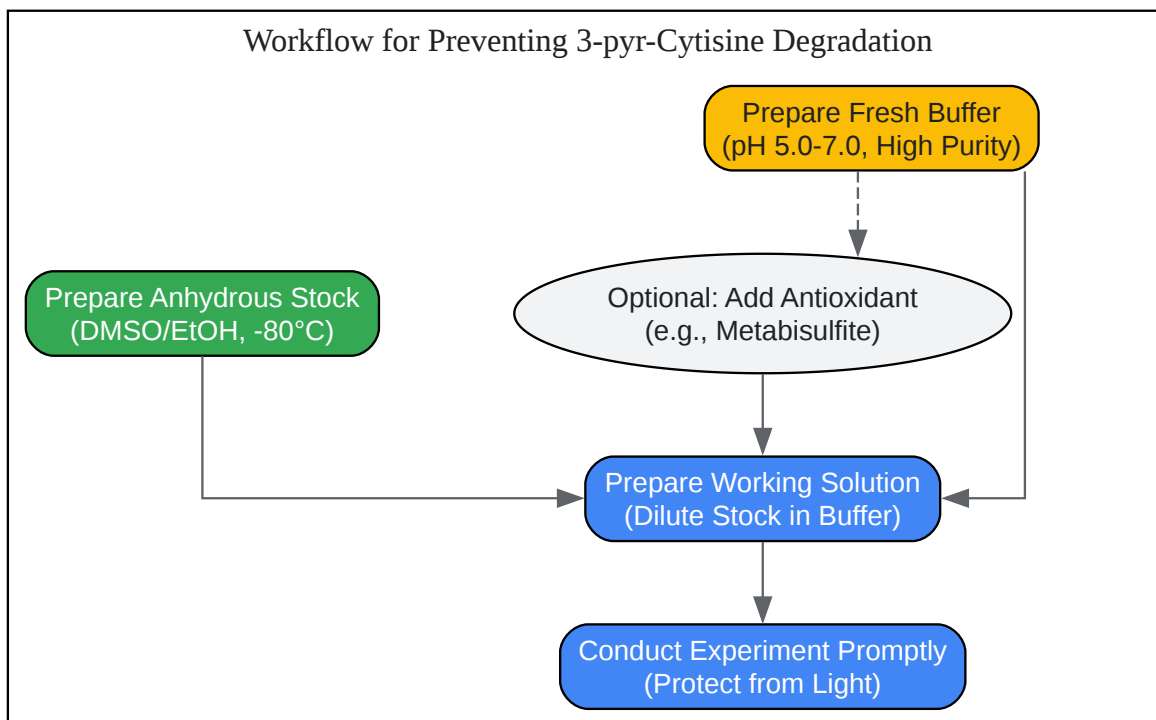 Workflow for Preventing 3-pyr-Cytisine Degradation
Prepare Fresh Buffer
(pH 5.0-7.0, High Purity)
Prepare Anhydrous Stock
(DMSO/EtOH, -80°C)
Optional: Add Antioxidant
(e.g., Metabisulfite)
Prepare Working Solution
(Dilute Stock in Buffer)
Conduct Experiment Promptly
(Protect from Light)